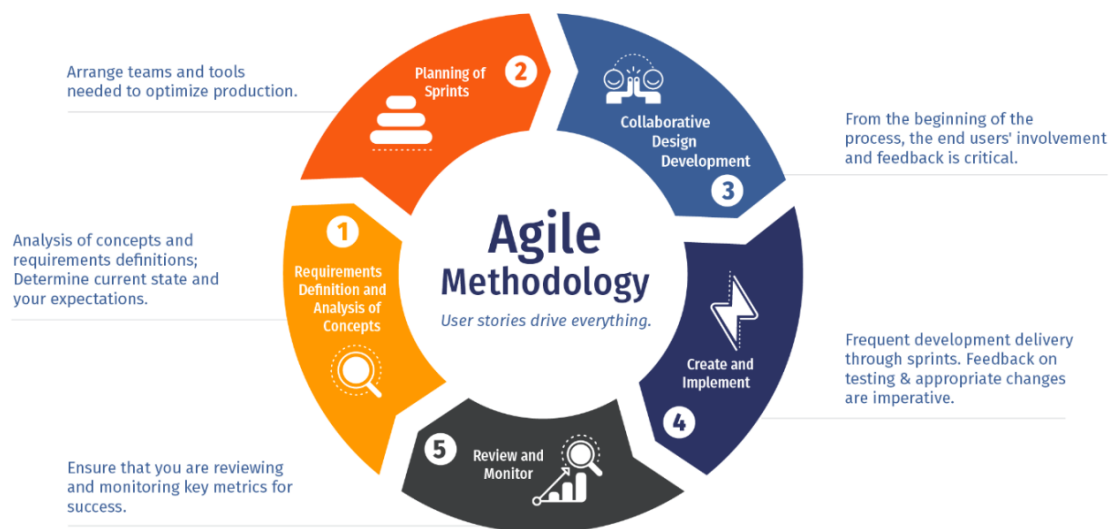 Agile
Methodology
User stories drive everything.
1
Requirements
Definition and
Analysis of
Concepts
Analysis of concepts and
requirements definitions;
Determine current state and
your expectations.
2
Planning of
Sprints
Arrange teams and tools
needed to optimize production.
Collaborative
Design
Development
3
From the beginning of the
process, the end users' involvement
and feedback is critical.
Create and
Implement
4
Frequent development delivery
through sprints. Feedback on
testing & appropriate changes
are imperative.
5
Review and
Monitor
Ensure that you are reviewing
and monitoring key metrics for
success.